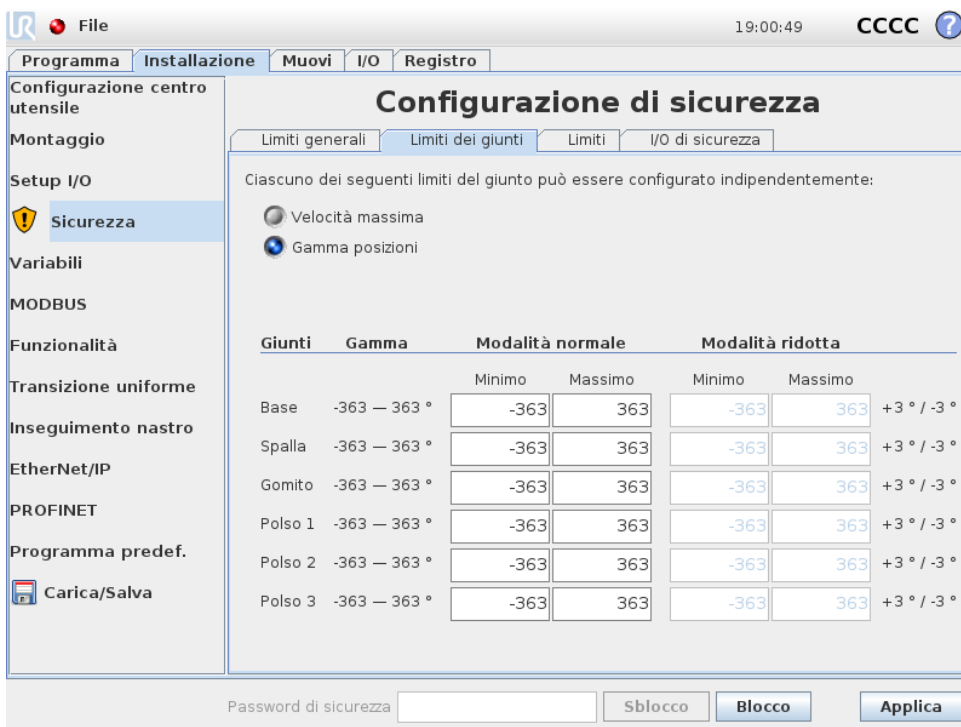 UR File 19:00:49 CCCC ?
Programma Installazione Muovi I/O Registro
Configurazione centro utensile
Montaggio
Setup I/O
Sicurezza
Variabili
MODBUS
Funzionalità
Transizione uniforme
Inseguimento nastro
EtherNet/IP
PROFINET
Programma predef.
Carica/Salva
Configurazione di sicurezza
Limiti generali Limiti dei giunti Limiti I/O di sicurezza
Ciascuno dei seguenti limiti del giunto può essere configurato indipendentemente:
Velocità massima
Gamma posizioni
Giunti Gamma Modalità normale Modalità ridotta
Minimo Massimo Minimo Massimo
Base -363 — 363 ° -363 363 -363 363 +3 ° / -3 °
Spalla -363 — 363 ° -363 363 -363 363 +3 ° / -3 °
Gomito -363 — 363 ° -363 363 -363 363 +3 ° / -3 °
Polso 1 -363 — 363 ° -363 363 -363 363 +3 ° / -3 °
Polso 2 -363 — 363 ° -363 363 -363 363 +3 ° / -3 °
Polso 3 -363 — 363 ° -363 363 -363 363 +3 ° / -3 °
Password di sicurezza Sblocco Blocco Applica